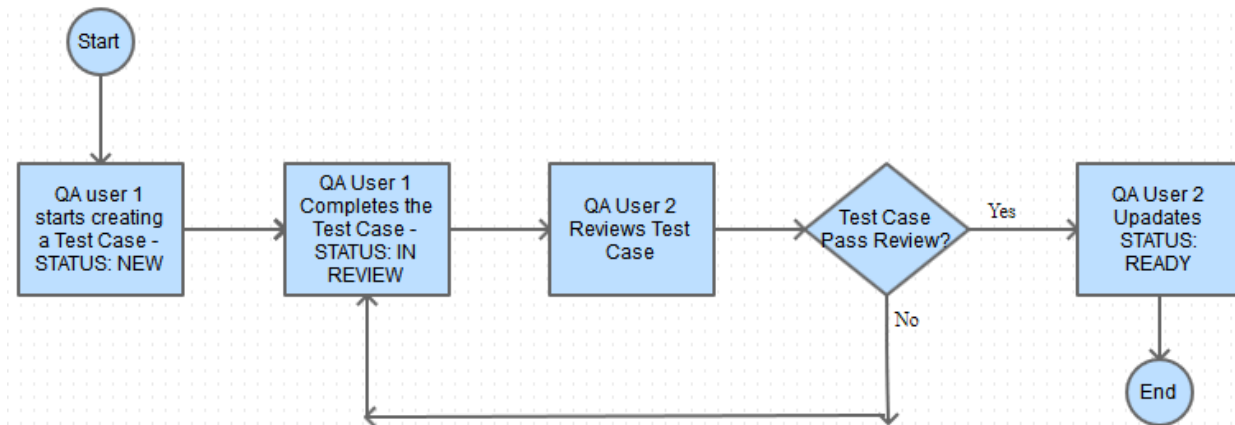 Start
QA user 1
starts creating
a Test Case -
STATUS: NEW
QA User 1
Completes the
Test Case -
STATUS: IN
REVIEW
QA User 2
Reviews Test
Case
Test Case
Pass Review?
Yes
No
QA User 2
Upadates
STATUS:
READY
End